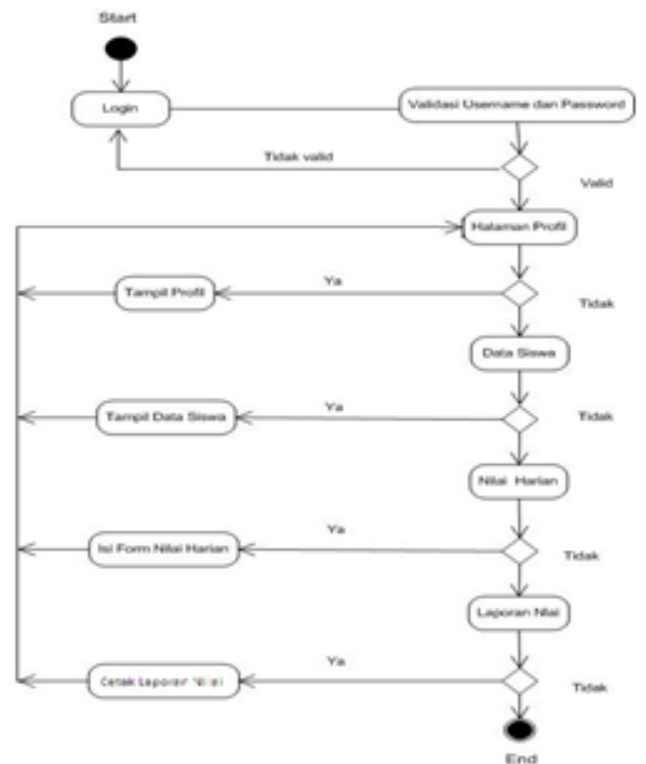 Start
Login
Validasi Username dan Password
Tidak valid
Valid
Halaman Profil
Ya
Tampil Profil
Tidak
Data Siswa
Ya
Tampil Data Siswa
Tidak
Nilai Harian
Ya
Isi Form Nilai Harian
Tidak
Laporan Nilai
Ya
Cetak Laporan Nilai
Tidak
End